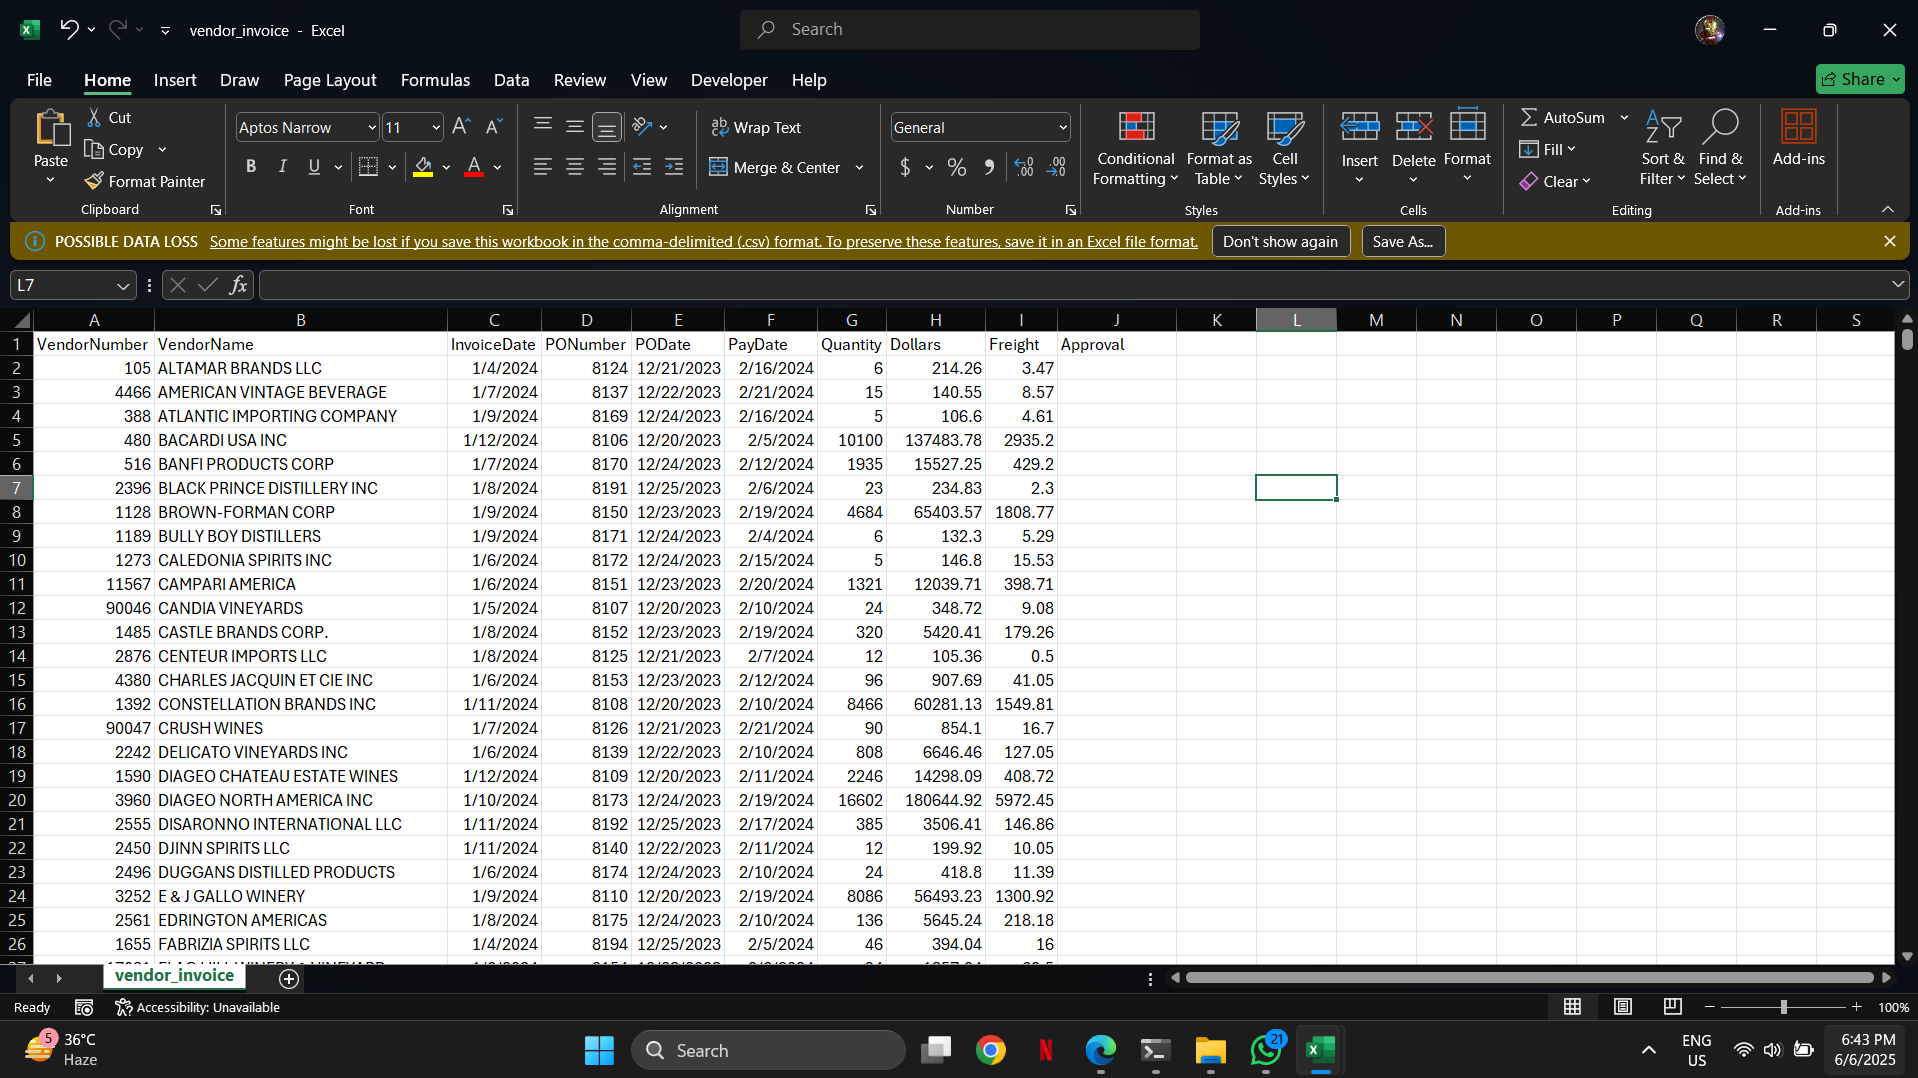 vendor_invoice - Excel
Search
File Home Insert Draw Page Layout Formulas Data Review View Developer Help
Share
Paste
Cut
Copy
Format Painter
Clipboard
Aptos Narrow 11
B I U
Font
Wrap Text
Merge & Center
Alignment
General
$ %
Number
Conditional Formatting
Format as Table
Cell Styles
Styles
Insert Delete Format
Cells
AutoSum
Fill
Clear
Sort & Filter
Find & Select
Editing
Add-ins
Add-ins
POSSIBLE DATA LOSS Some features might be lost if you save this workbook in the comma-delimited (.csv) format. To preserve these features, save it in an Excel file format. Don't show again Save As...
L7 fx
A B C D E F G H I J K L M N O P Q R S
1 VendorNumber VendorName InvoiceDate PONumber PODate PayDate Quantity Dollars Freight Approval
2 105 ALTAMAR BRANDS LLC 1/4/2024 8124 12/21/2023 2/16/2024 6 214.26 3.47
3 4466 AMERICAN VINTAGE BEVERAGE 1/7/2024 8137 12/22/2023 2/21/2024 15 140.55 8.57
4 388 ATLANTIC IMPORTING COMPANY 1/9/2024 8169 12/24/2023 2/16/2024 5 106.6 4.61
5 480 BACARDI USA INC 1/12/2024 8106 12/20/2023 2/5/2024 10100 137483.78 2935.2
6 516 BANFI PRODUCTS CORP 1/7/2024 8170 12/24/2023 2/12/2024 1935 15527.25 429.2
7 2396 BLACK PRINCE DISTILLERY INC 1/8/2024 8191 12/25/2023 2/6/2024 23 234.83 2.3
8 1128 BROWN-FORMAN CORP 1/9/2024 8150 12/23/2023 2/19/2024 4684 65403.57 1808.77
9 1189 BULLY BOY DISTILLERS 1/9/2024 8171 12/24/2023 2/4/2024 6 132.3 5.29
10 1273 CALEDONIA SPIRITS INC 1/6/2024 8172 12/24/2023 2/15/2024 5 146.8 15.53
11 11567 CAMPARI AMERICA 1/6/2024 8151 12/23/2023 2/20/2024 1321 12039.71 398.71
12 90046 CANDIA VINEYARDS 1/5/2024 8107 12/20/2023 2/10/2024 24 348.72 9.08
13 1485 CASTLE BRANDS CORP. 1/8/2024 8152 12/23/2023 2/19/2024 320 5420.41 179.26
14 2876 CENTEUR IMPORTS LLC 1/8/2024 8125 12/21/2023 2/7/2024 12 105.36 0.5
15 4380 CHARLES JACQUIN ET CIE INC 1/6/2024 8153 12/23/2023 2/12/2024 96 907.69 41.05
16 1392 CONSTELLATION BRANDS INC 1/11/2024 8108 12/20/2023 2/10/2024 8466 60281.13 1549.81
17 90047 CRUSH WINES 1/7/2024 8126 12/21/2023 2/21/2024 90 854.1 16.7
18 2242 DELICATO VINEYARDS INC 1/6/2024 8139 12/22/2023 2/10/2024 808 6646.46 127.05
19 1590 DIAGEO CHATEAU ESTATE WINES 1/12/2024 8109 12/20/2023 2/11/2024 2246 14298.09 408.72
20 3960 DIAGEO NORTH AMERICA INC 1/10/2024 8173 12/24/2023 2/19/2024 16602 180644.92 5972.45
21 2555 DISARONNO INTERNATIONAL LLC 1/11/2024 8192 12/25/2023 2/17/2024 385 3506.41 146.86
22 2450 DJINN SPIRITS LLC 1/11/2024 8140 12/22/2023 2/11/2024 12 199.92 10.05
23 2496 DUGGANS DISTILLED PRODUCTS 1/6/2024 8174 12/24/2023 2/10/2024 24 418.8 11.39
24 3252 E & J GALLO WINERY 1/9/2024 8110 12/20/2023 2/19/2024 8086 56493.23 1300.92
25 2561 EDRINGTON AMERICAS 1/8/2024 8175 12/24/2023 2/10/2024 136 5645.24 218.18
26 1655 FABRIZIA SPIRITS LLC 1/4/2024 8194 12/25/2023 2/5/2024 46 394.04 16
vendor_invoice
Ready Accessibility: Unavailable 100%
5 36°C
Haze
Search
21
ENG
US
6:43 PM
6/6/2025